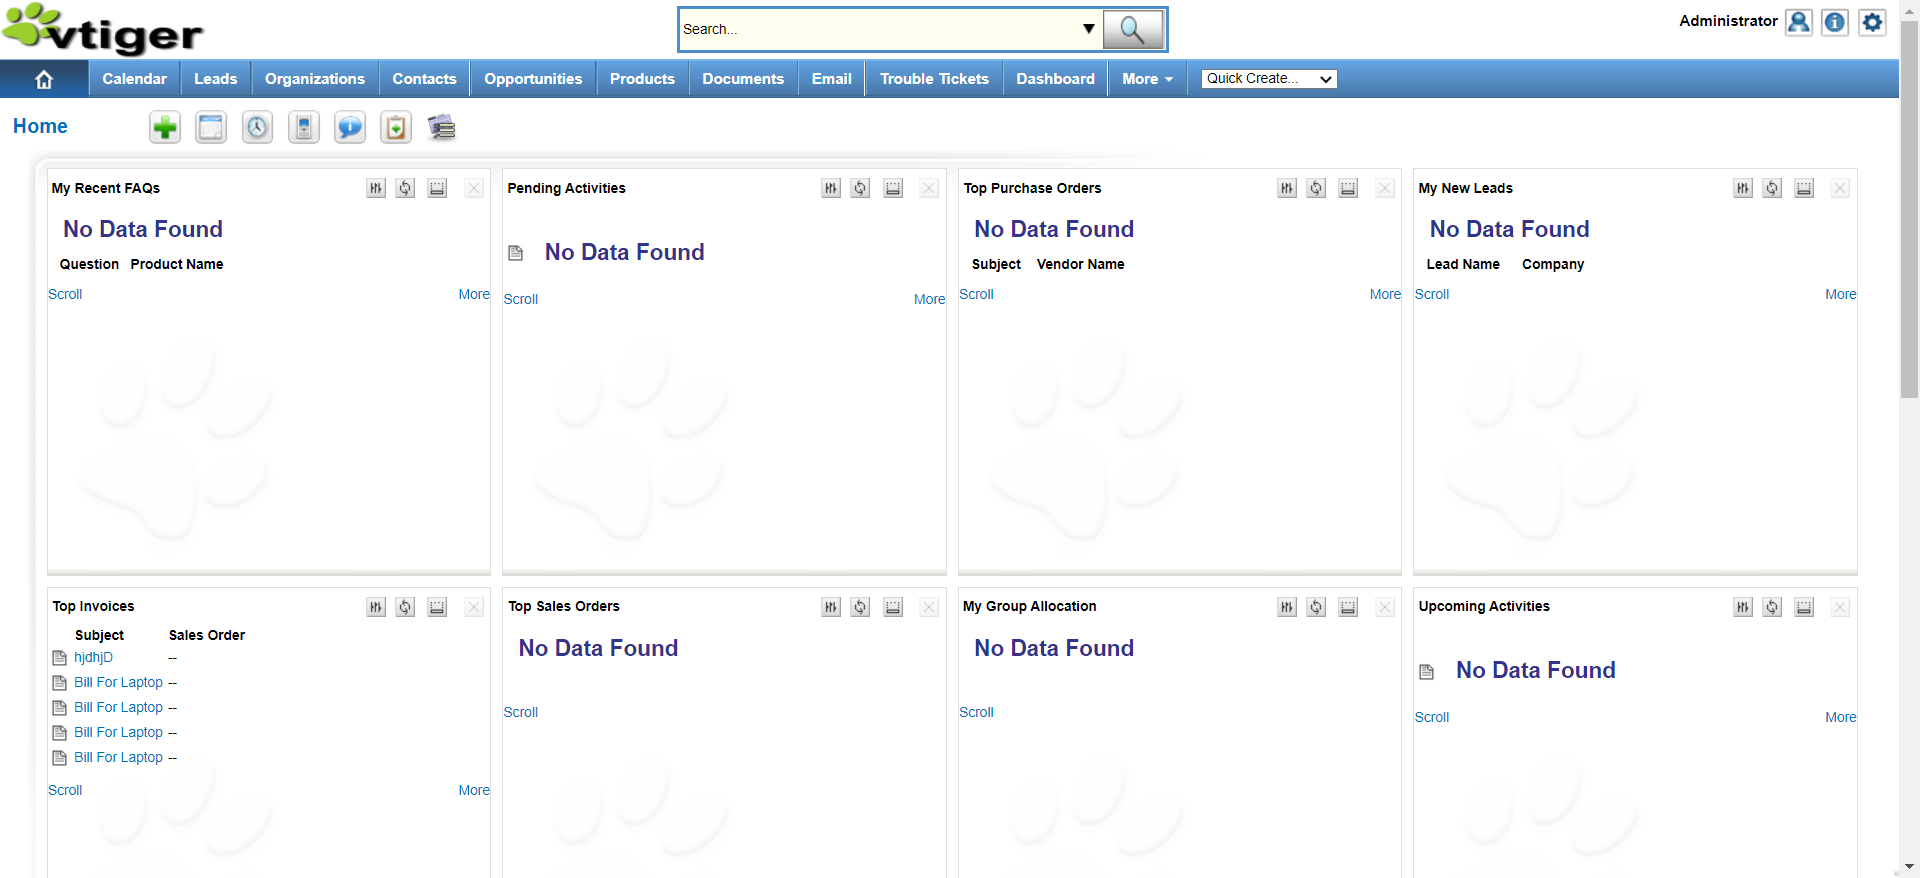 vtiger
Search...
Administrator
Calendar Leads Organizations Contacts Opportunities Products Documents Email Trouble Tickets Dashboard More Quick Create...
Home
My Recent FAQs
No Data Found
Question Product Name
Scroll More
Pending Activities
No Data Found
Scroll More
Top Purchase Orders
No Data Found
Subject Vendor Name
Scroll More
My New Leads
No Data Found
Lead Name Company
Scroll More
Top Invoices
Subject Sales Order
hjdhjD --
Bill For Laptop --
Bill For Laptop --
Bill For Laptop --
Bill For Laptop --
Scroll More
Top Sales Orders
No Data Found
Scroll
My Group Allocation
No Data Found
Scroll
Upcoming Activities
No Data Found
Scroll More